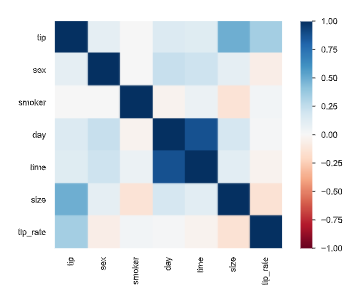 tip
sex
smoker
day
time
size
tip_rate
tip
sex
smoker
day
time
size
tip_rate
1.00
0.75
0.50
0.25
0.00
−0.25
−0.50
−0.75
−1.00